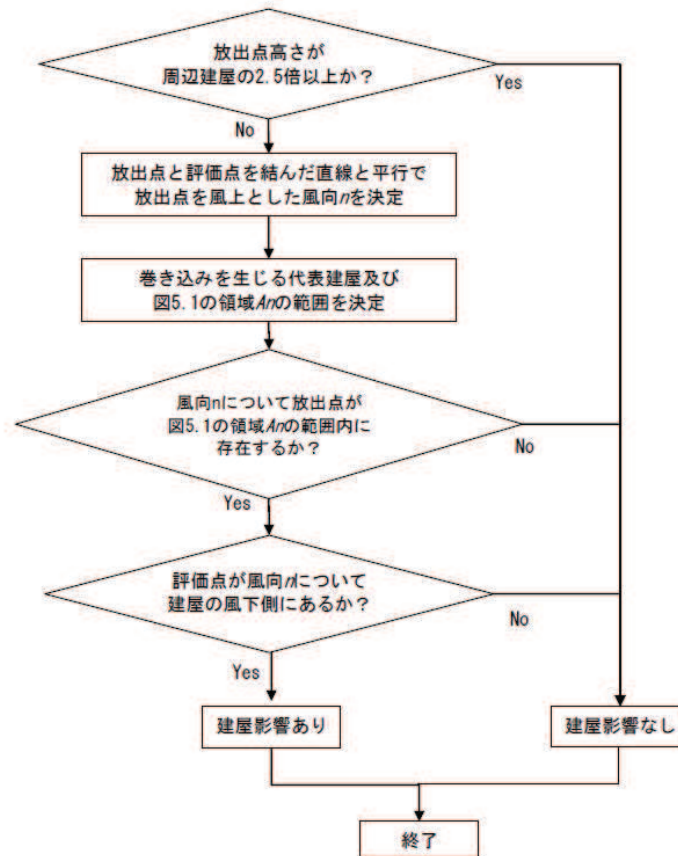 放出点高さが
周辺建屋の2.5倍以上か？
Yes
No
放出点と評価点を結んだ直線と平行で
放出点を風上とした風向nを決定
巻き込みを生じる代表建屋及び
図5.1の領域Anの範囲を決定
風向nについて放出点が
図5.1の領域Anの範囲内に
存在するか？
No
Yes
評価点が風向nについて
建屋の風下側にあるか？
No
Yes
建屋影響あり
建屋影響なし
終了